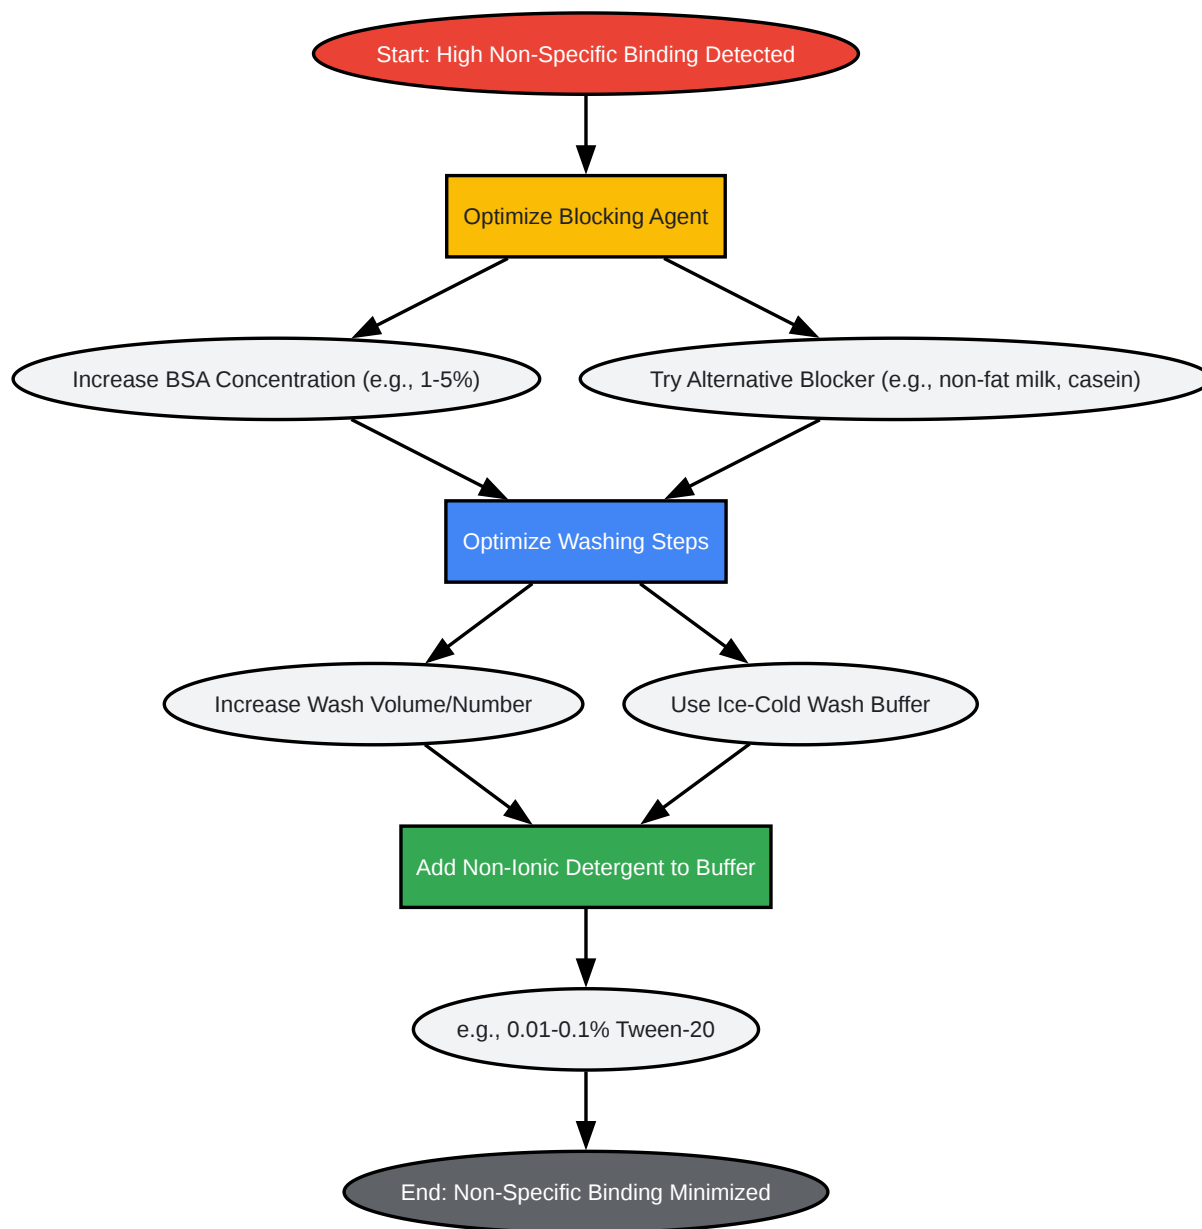 Start: High Non-Specific Binding Detected
Optimize Blocking Agent
Increase BSA Concentration (e.g., 1-5%)
Try Alternative Blocker (e.g., non-fat milk, casein)
Optimize Washing Steps
Increase Wash Volume/Number
Use Ice-Cold Wash Buffer
Add Non-Ionic Detergent to Buffer
e.g., 0.01-0.1% Tween-20
End: Non-Specific Binding Minimized